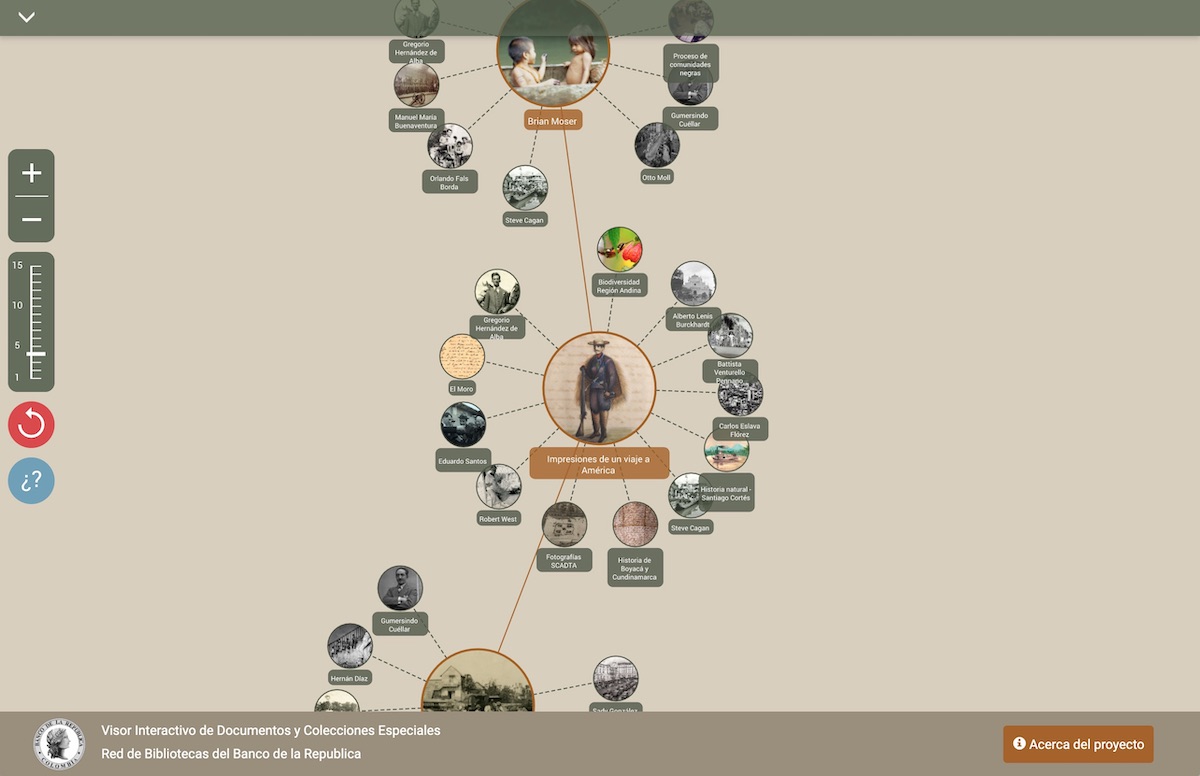 Gregorio
Hernández de
Alba
Proceso de
comunidades
negras
Manuel María
Buenaventura
Brian Moser
Gumersindo
Cuéllar
Orlando Fals
Borda
Otto Moll
Steve Cagan
+
−
15
10
5
1
¿?
Biodiversidad
Región Andina
Gregorio
Hernández de
Alba
Alberto Lenis
Burckhardt
El Moro
Battista
Venturello
Carlos Eslava
Flórez
Eduardo Santos
Impresiones de un viaje a
América
Historia natural -
Santiago Cortés
Robert West
Steve Cagan
Fotografías
SCADTA
Historia de
Boyacá y
Cundinamarca
Gumersindo
Cuéllar
Hernán Díaz
Sady González
BANCO DE LA REPUBLICA
COLOMBIA
Visor Interactivo de Documentos y Colecciones Especiales
Red de Bibliotecas del Banco de la Republica
Acerca del proyecto